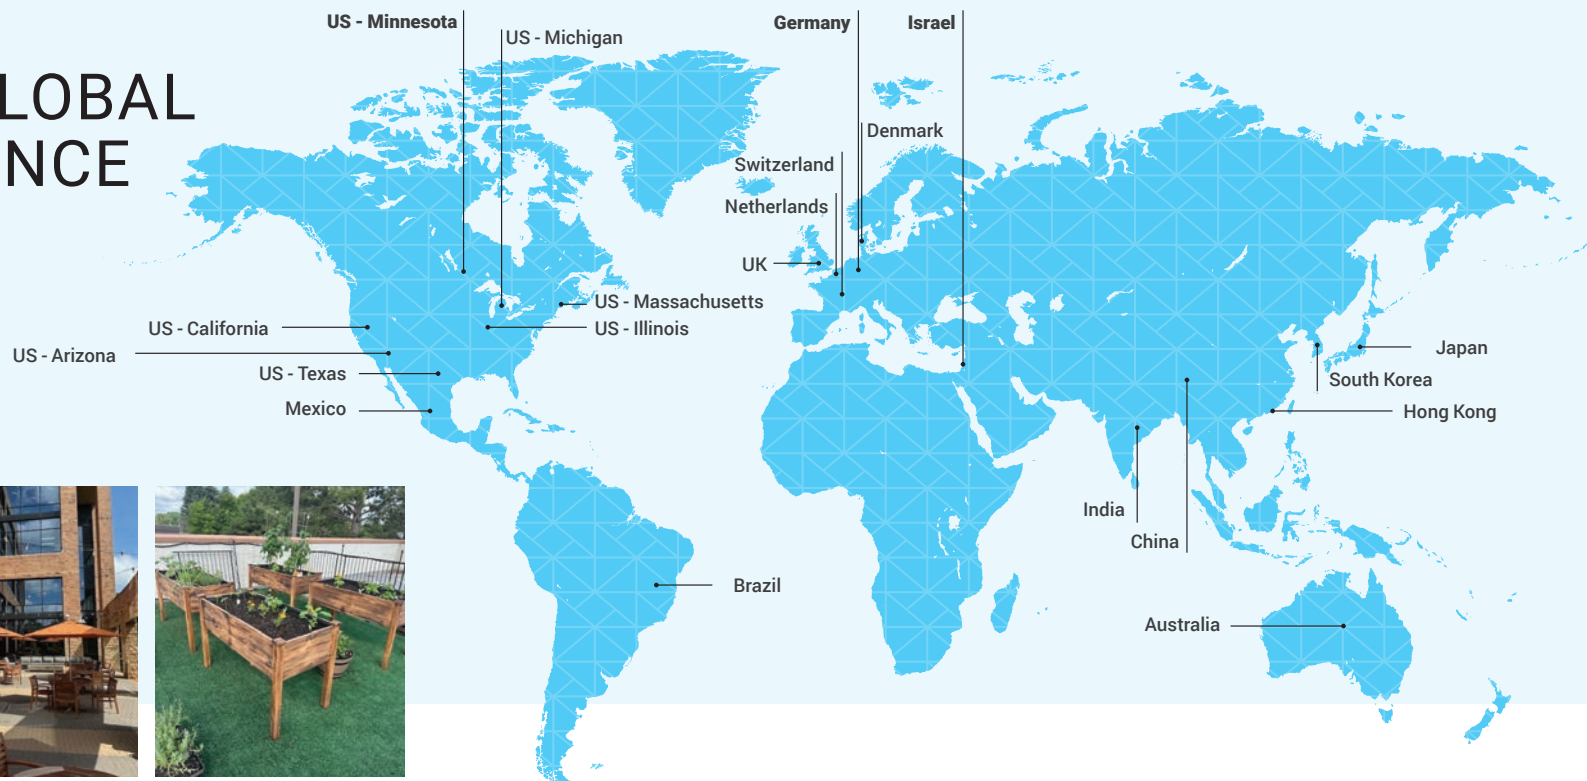 LOBAL
NCE
US - Minnesota
US - Michigan
Germany
Israel
Denmark
Switzerland
Netherlands
UK
US - Massachusetts
US - Illinois
US - California
US - Arizona
US - Texas
Mexico
Japan
South Korea
Hong Kong
India
China
Brazil
Australia